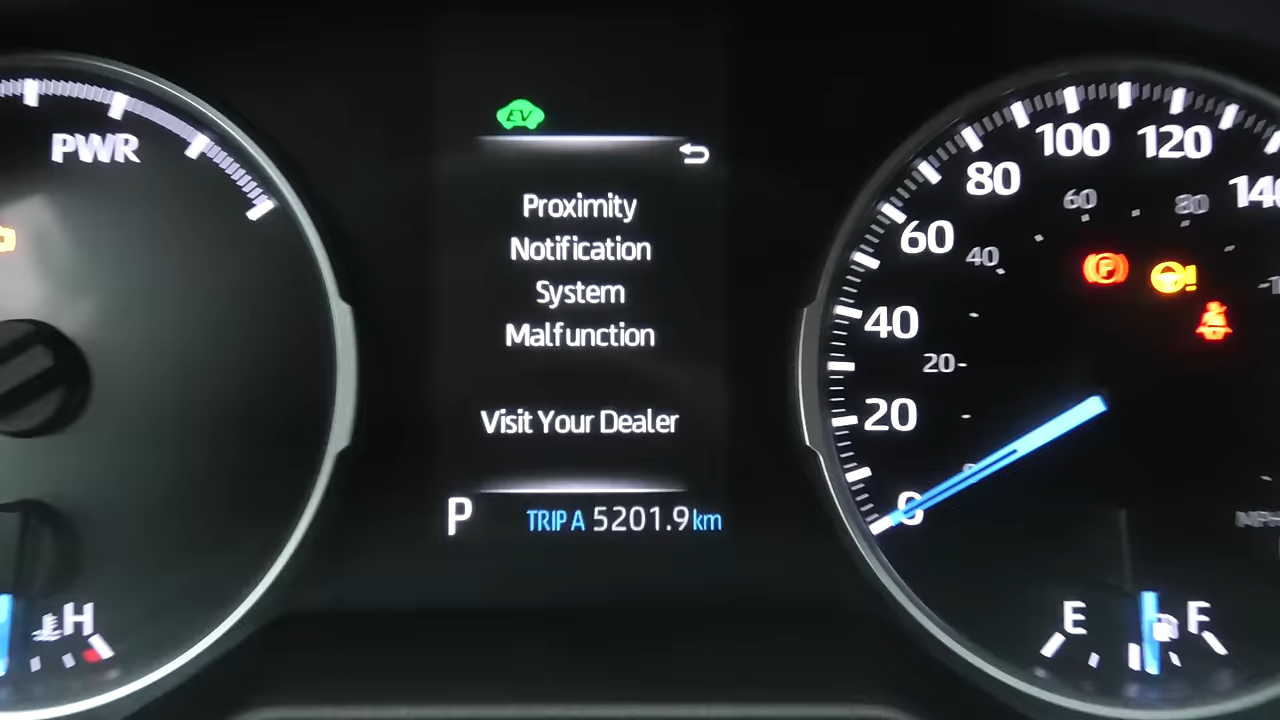 EV
PWR
Proximity
Notification
System
Malfunction
Visit Your Dealer
P TRIP A 5201.9 km
H
100 120
80
60 80
60
40
P !
40
20
20
0
E F